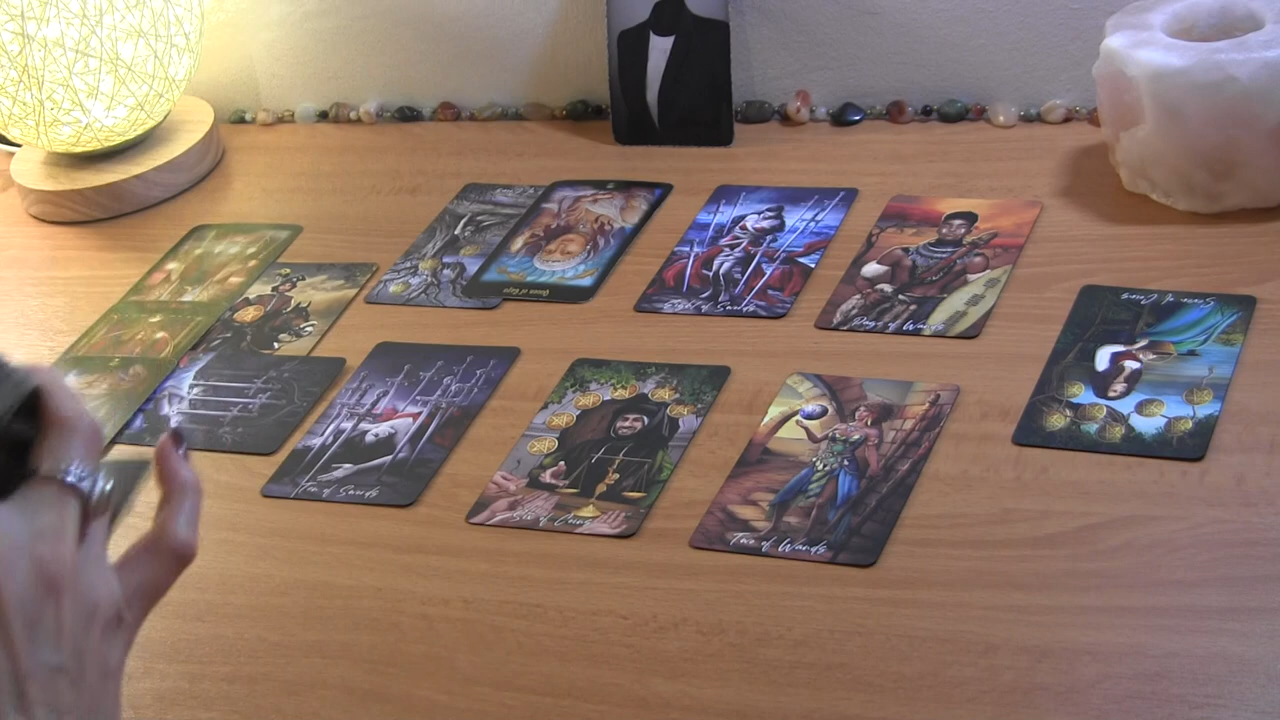 Queen of Cups
Eight of Swords
Page of Wands
Seven of Coins
Ten of Swords
Six of Coins
Two of Wands